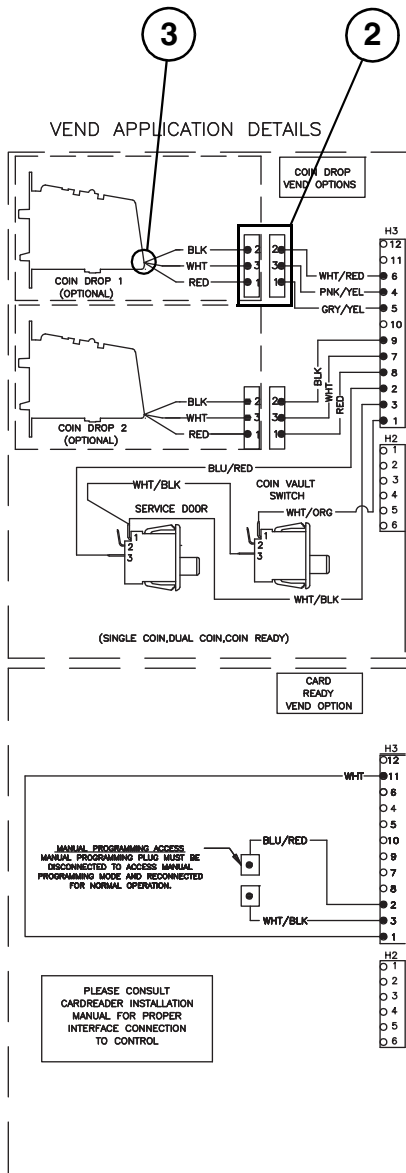 3
2
VEND APPLICATION DETAILS
COIN DROP
VEND OPTIONS
H3
12
11
BLK
2
2
WHT/RED
6
WHT
3
3
PNK/YEL
4
RED
1
1
GRY/YEL
5
COIN DROP 1
(OPTIONAL)
10
9
7
8
2
3
1
BLK
WHT
RED
BLK
2
2
WHT
3
3
RED
1
1
COIN DROP 2
(OPTIONAL)
H2
1
2
3
4
5
6
BLU/RED
WHT/BLK
COIN VAULT
SWITCH
SERVICE DOOR
WHT/ORG
1
2
3
1
2
3
WHT/BLK
(SINGLE COIN,DUAL COIN,COIN READY)
CARD
READY
VEND OPTION
H3
12
WHT
11
6
4
5
10
9
7
8
2
3
1
BLU/RED
MANUAL PROGRAMMING ACCESS
MANUAL PROGRAMMING PLUG MUST BE
DISCONNECTED TO ACCESS MANUAL
PROGRAMMING MODE AND RECONNECTED
FOR NORMAL OPERATION.
WHT/BLK
H2
1
2
3
4
5
6
PLEASE CONSULT
CARDREADER INSTALLATION
MANUAL FOR PROPER
INTERFACE CONNECTION
TO CONTROL